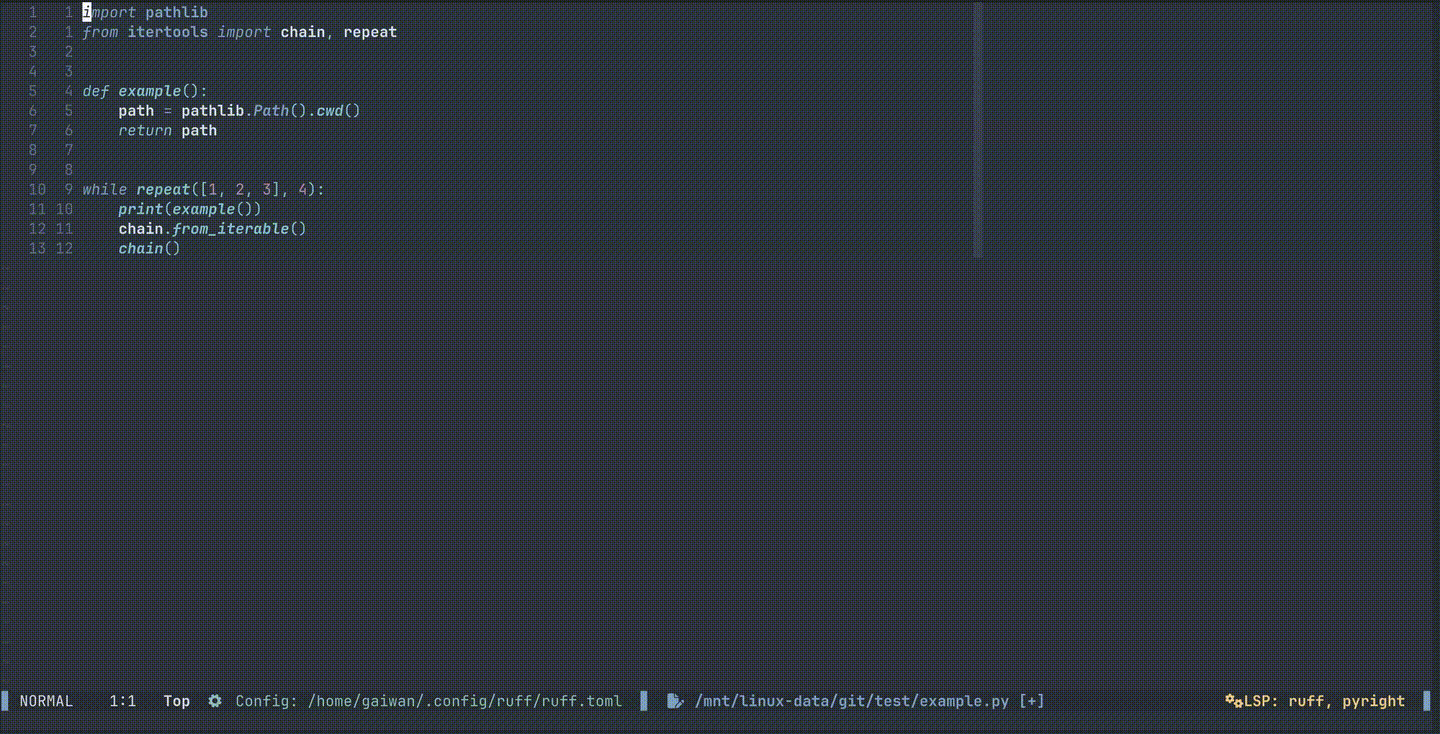 1 1 import pathlib
2 1 from itertools import chain, repeat
3 2
4 3
5 4 def example():
6 5     path = pathlib.Path().cwd()
7 6     return path
8 7
9 8
10 9 while repeat([1, 2, 3], 4):
11 10     print(example())
12 11     chain.from_iterable()
13 12     chain()
NORMAL 1:1 Top Config: /home/gaiwan/.config/ruff/ruff.toml /mnt/linux-data/git/test/example.py [+] LSP: ruff, pyright